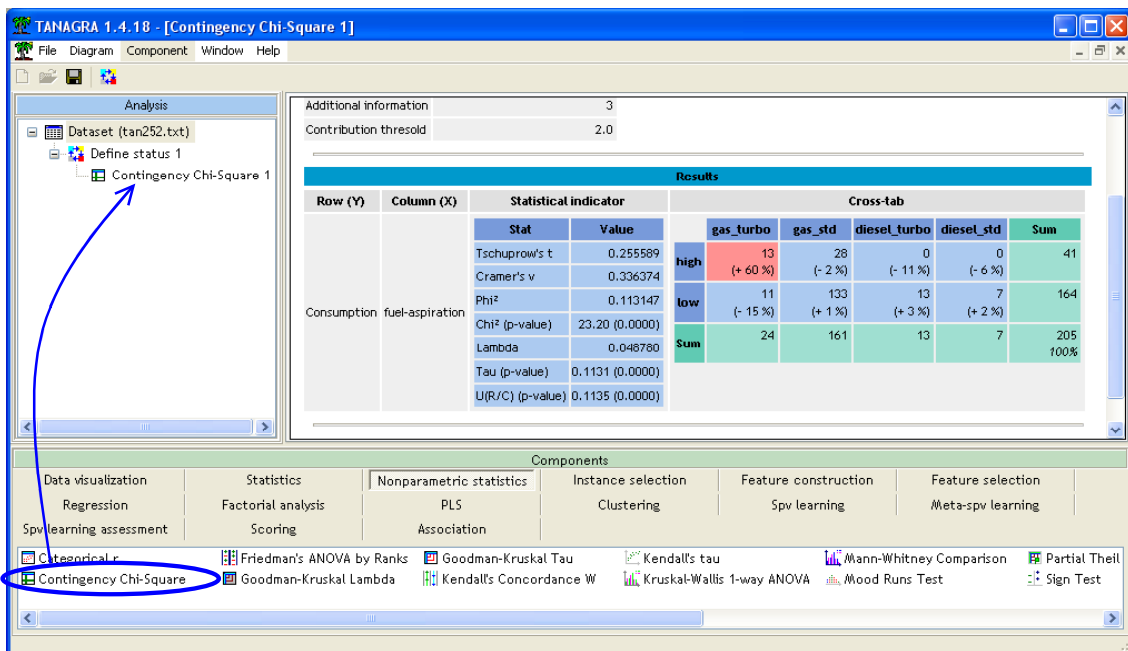 TANAGRA 1.4.18 - [Contingency Chi-Square 1]
File Diagram Component Window Help
Analysis
Dataset (tan252.txt)
Define status 1
Contingency Chi-Square 1
Additional information 3
Contribution thresold 2.0
Results
Row (Y) Column (X) Statistical indicator Cross-tab
Consumption fuel-aspiration
Stat Value
Tschuprow's t 0.255589
Cramer's v 0.336374
Phi² 0.113147
Chi² (p-value) 23.20 (0.0000)
Lambda 0.048780
Tau (p-value) 0.1131 (0.0000)
U(R/C) (p-value) 0.1135 (0.0000)
gas_turbo gas_std diesel_turbo diesel_std Sum
high 13 28 0 0 41
(+ 60 %) (- 2 %) (- 11 %) (- 6 %)
low 11 133 13 7 164
(- 15 %) (+ 1 %) (+ 3 %) (+ 2 %)
Sum 24 161 13 7 205
100%
Components
Data visualization Statistics Nonparametric statistics Instance selection Feature construction Feature selection
Regression Factorial analysis PLS Clustering Spv learning Meta-spv learning
Spv learning assessment Scoring Association
Categorical r Friedman's ANOVA by Ranks Goodman-Kruskal Tau Kendall's tau Mann-Whitney Comparison Partial Theil
Contingency Chi-Square Goodman-Kruskal Lambda Kendall's Concordance W Kruskal-Wallis 1-way ANOVA Mood Runs Test Sign Test